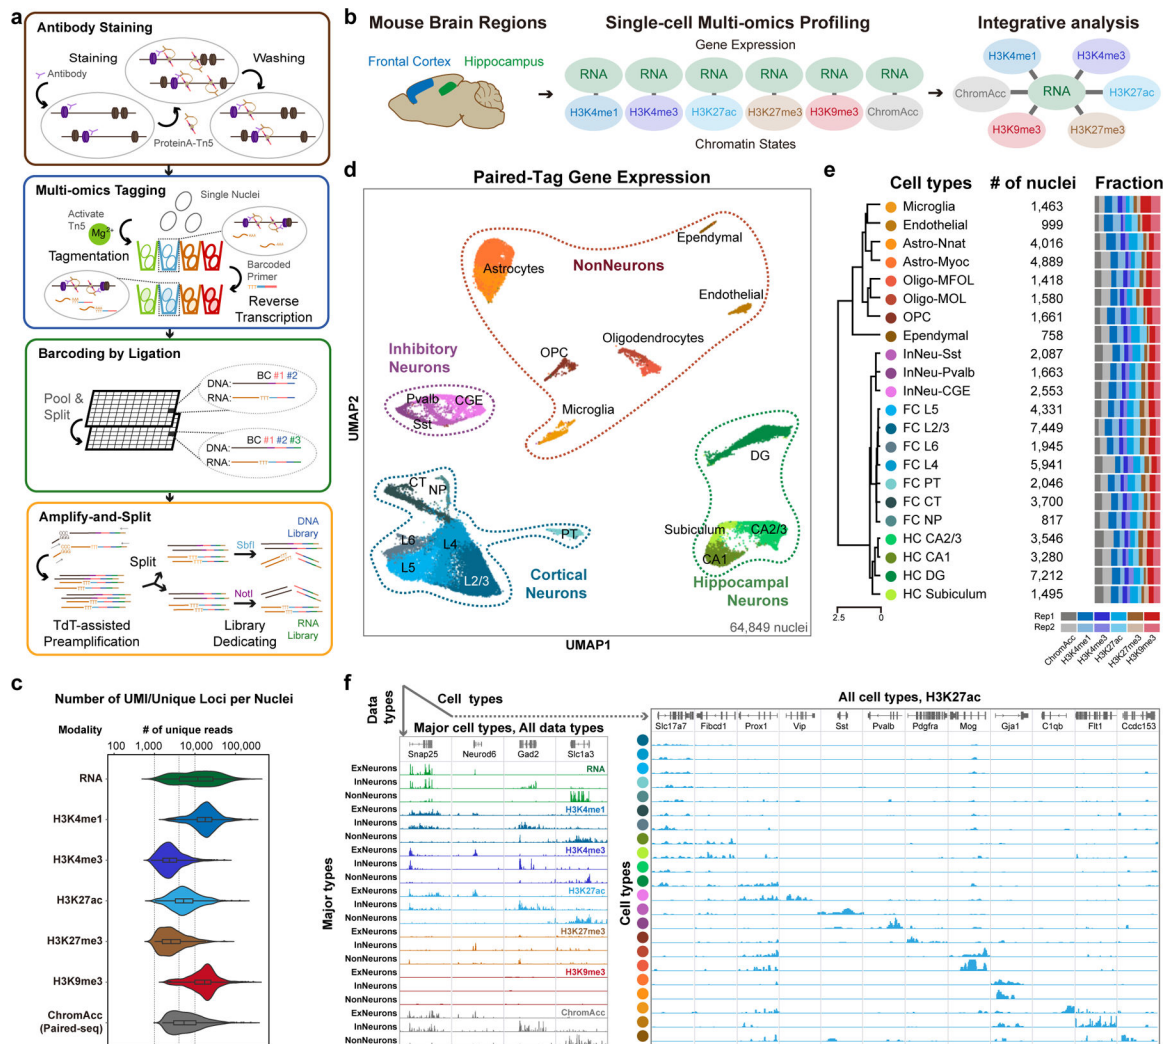 a
Antibody Staining
Staining
Washing
Antibody
ProteinA-Tn5
Multi-omics Tagging
Single Nuclei
Activate
Tn5
Mg2+
Tagmentation
Barcoded
Primer
Reverse
Transcription
Barcoding by Ligation
BC #1 #2
DNA:
RNA:
Pool &
Split
BC #1 #2 #3
DNA:
RNA:
Amplify-and-Split
DNA
Library
SbfI
Split
NotI
RNA
Library
TdT-assisted
Preamplification
Library
Dedicating
b
Mouse Brain Regions
Frontal Cortex
Hippocampus
Single-cell Multi-omics Profiling
Gene Expression
RNA RNA RNA RNA RNA RNA
H3K4me1 H3K4me3 H3K27ac H3K27me3 H3K9me3 ChromAcc
Chromatin States
Integrative analysis
H3K4me1 H3K4me3
ChromAcc RNA H3K27ac
H3K9me3 H3K27me3
c
Number of UMI/Unique Loci per Nuclei
Modality
# of unique reads
100 1,000 10,000 100,000
RNA
H3K4me1
H3K4me3
H3K27ac
H3K27me3
H3K9me3
ChromAcc
(Paired-seq)
d
Paired-Tag Gene Expression
Ependymal
Astrocytes
NonNeurons
Endothelial
Oligodendrocytes
OPC
Inhibitory
Neurons
Pvalb CGE
Sst
Microglia
DG
CT
NP
PT
L6
L4
L5
L2/3
Cortical
Neurons
Subiculum
CA2/3
CA1
Hippocampal
Neurons
64,849 nuclei
UMAP1
UMAP2
e
Cell types # of nuclei Fraction
Microglia 1,463
Endothelial 999
Astro-Nnat 4,016
Astro-Myoc 4,889
Oligo-MFOL 1,418
Oligo-MOL 1,580
OPC 1,661
Ependymal 758
InNeu-Sst 2,087
InNeu-Pvalb 1,663
InNeu-CGE 2,553
FC L5 4,331
FC L2/3 7,449
FC L6 1,945
FC L4 5,941
FC PT 2,046
FC CT 3,700
FC NP 817
HC CA2/3 3,546
HC CA1 3,280
HC DG 7,212
HC Subiculum 1,495
2.5 0
Rep1
Rep2
ChromAcc
H3K4me1
H3K4me3
H3K27ac
H3K27me3
H3K9me3
f
Data
types
Cell types
Major cell types, All data types
Snap25 Neurod6 Gad2 Slc1a3
Major types
ExNeurons RNA
InNeurons
NonNeurons
ExNeurons H3K4me1
InNeurons
NonNeurons
ExNeurons H3K4me3
InNeurons
NonNeurons
ExNeurons H3K27ac
InNeurons
NonNeurons
ExNeurons H3K27me3
InNeurons
NonNeurons
ExNeurons H3K9me3
InNeurons
NonNeurons
ExNeurons ChromAcc
InNeurons
NonNeurons
All cell types, H3K27ac
Slc17a7 Fibcd1 Prox1 Vip Sst Pvalb Pdgfra Mog Gja1 C1qb Flt1 Ccdc153
Cell types